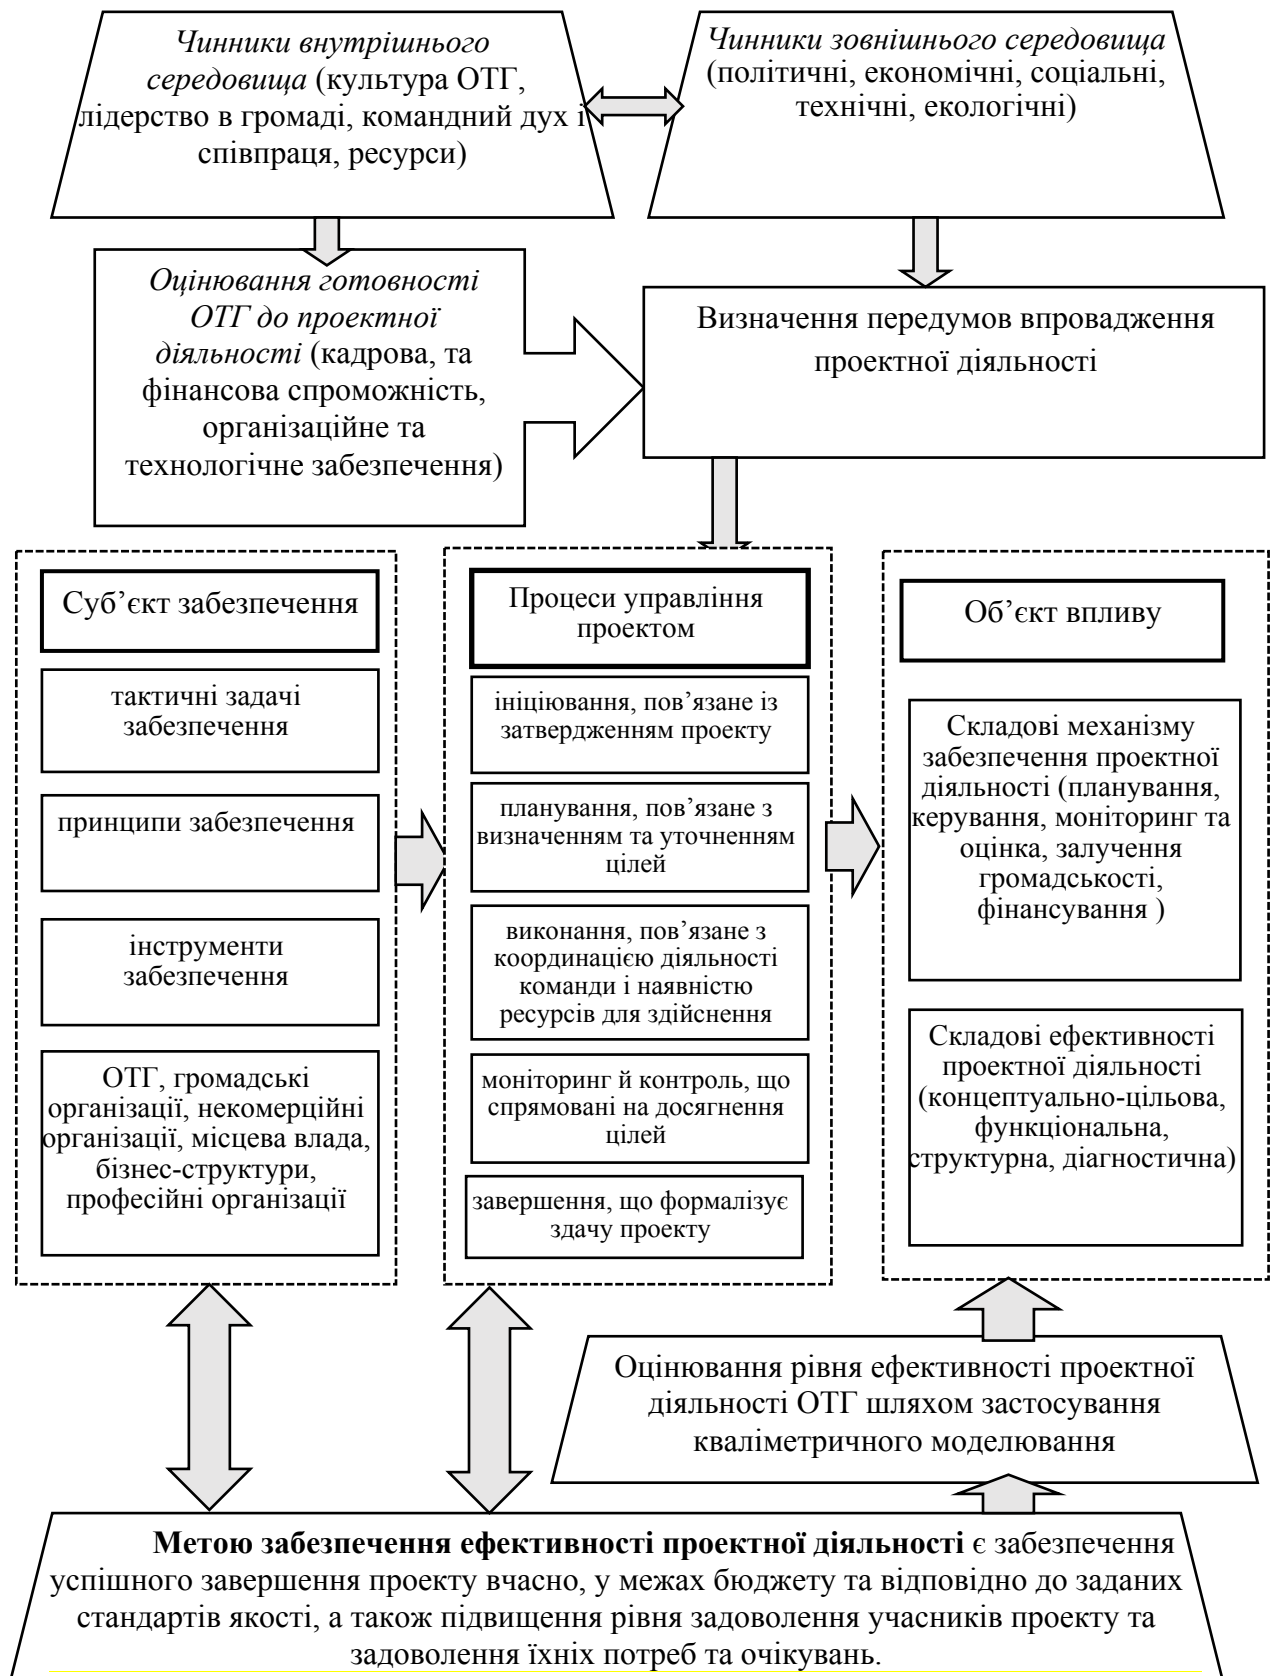 Чинники внутрішнього
середовища (культура ОТГ,
лідерство в громаді, командний дух і
співпраця, ресурси)
Чинники зовнішнього середовища
(політичні, економічні, соціальні,
технічні, екологічні)
Оцінювання готовності
ОТГ до проектної
діяльності (кадрова, та
фінансова спроможність,
організаційне та
технологічне забезпечення)
Визначення передумов впровадження
проектної діяльності
Суб’єкт забезпечення
тактичні задачі
забезпечення
принципи забезпечення
інструменти
забезпечення
ОТГ, громадські
організації, некомерційні
організації, місцева влада,
бізнес-структури,
професійні організації
Процеси управління
проектом
ініціювання, пов’язане із
затвердженням проекту
планування, пов’язане з
визначенням та уточненням
цілей
виконання, пов’язане з
координацією діяльності
команди і наявністю
ресурсів для здійснення
моніторинг й контроль, що
спрямовані на досягнення
цілей
завершення, що формалізує
здачу проекту
Об’єкт впливу
Складові механізму
забезпечення проектної
діяльності (планування,
керування, моніторинг та
оцінка, залучення
громадськості,
фінансування )
Складові ефективності
проектної діяльності
(концептуально-цільова,
функціональна,
структурна, діагностична)
Оцінювання рівня ефективності проектної
діяльності ОТГ шляхом застосування
кваліметричного моделювання
Метою забезпечення ефективності проектної діяльності є забезпечення
успішного завершення проекту вчасно, у межах бюджету та відповідно до заданих
стандартів якості, а також підвищення рівня задоволення учасників проекту та
задоволення їхніх потреб та очікувань.